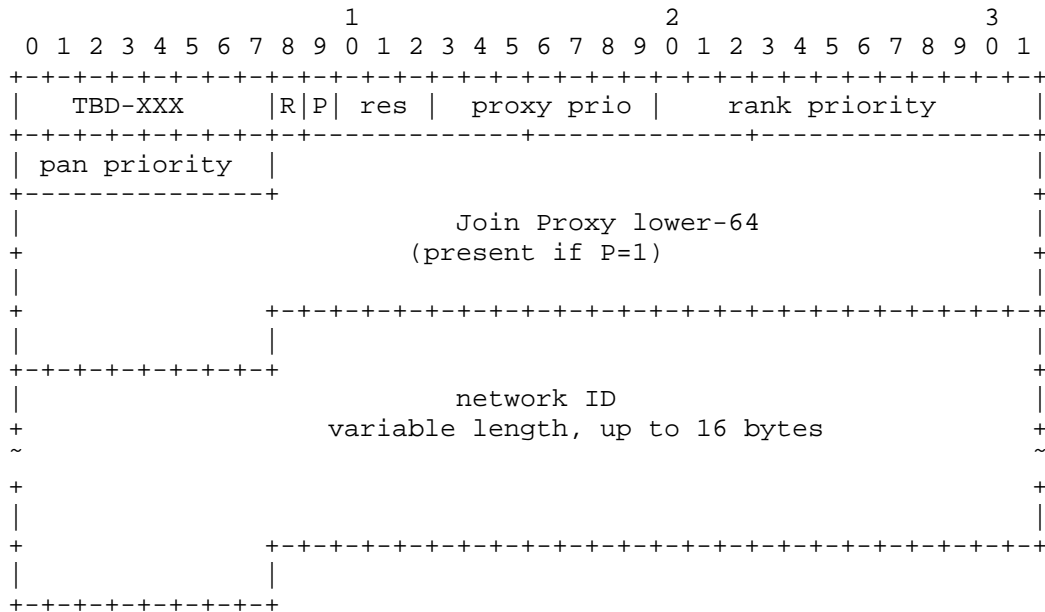 1                   2                   3
 0 1 2 3 4 5 6 7 8 9 0 1 2 3 4 5 6 7 8 9 0 1 2 3 4 5 6 7 8 9 0 1
+-+-+-+-+-+-+-+-+-+-+-+-+-+-+-+-+-+-+-+-+-+-+-+-+-+-+-+-+-+-+-+-+
|   TBD-XXX     |R|P| res |  proxy prio |    rank priority      |
+-+-+-+-+-+-+-+-+-+-------------+-------------+-----------------+
| pan priority  |                                               |
+---------------+                                               +
|                           Join Proxy lower-64                 |
+                        (present if P=1)                       +
|                                                               |
+               +-+-+-+-+-+-+-+-+-+-+-+-+-+-+-+-+-+-+-+-+-+-+-+-+
|               |                                               |
+-+-+-+-+-+-+-+-+                                               +
|                           network ID                          |
+                   variable length, up to 16 bytes             +
~                                                               ~
+                                                               +
|                                                               |
+               +-+-+-+-+-+-+-+-+-+-+-+-+-+-+-+-+-+-+-+-+-+-+-+-+
|               |
+-+-+-+-+-+-+-+-+